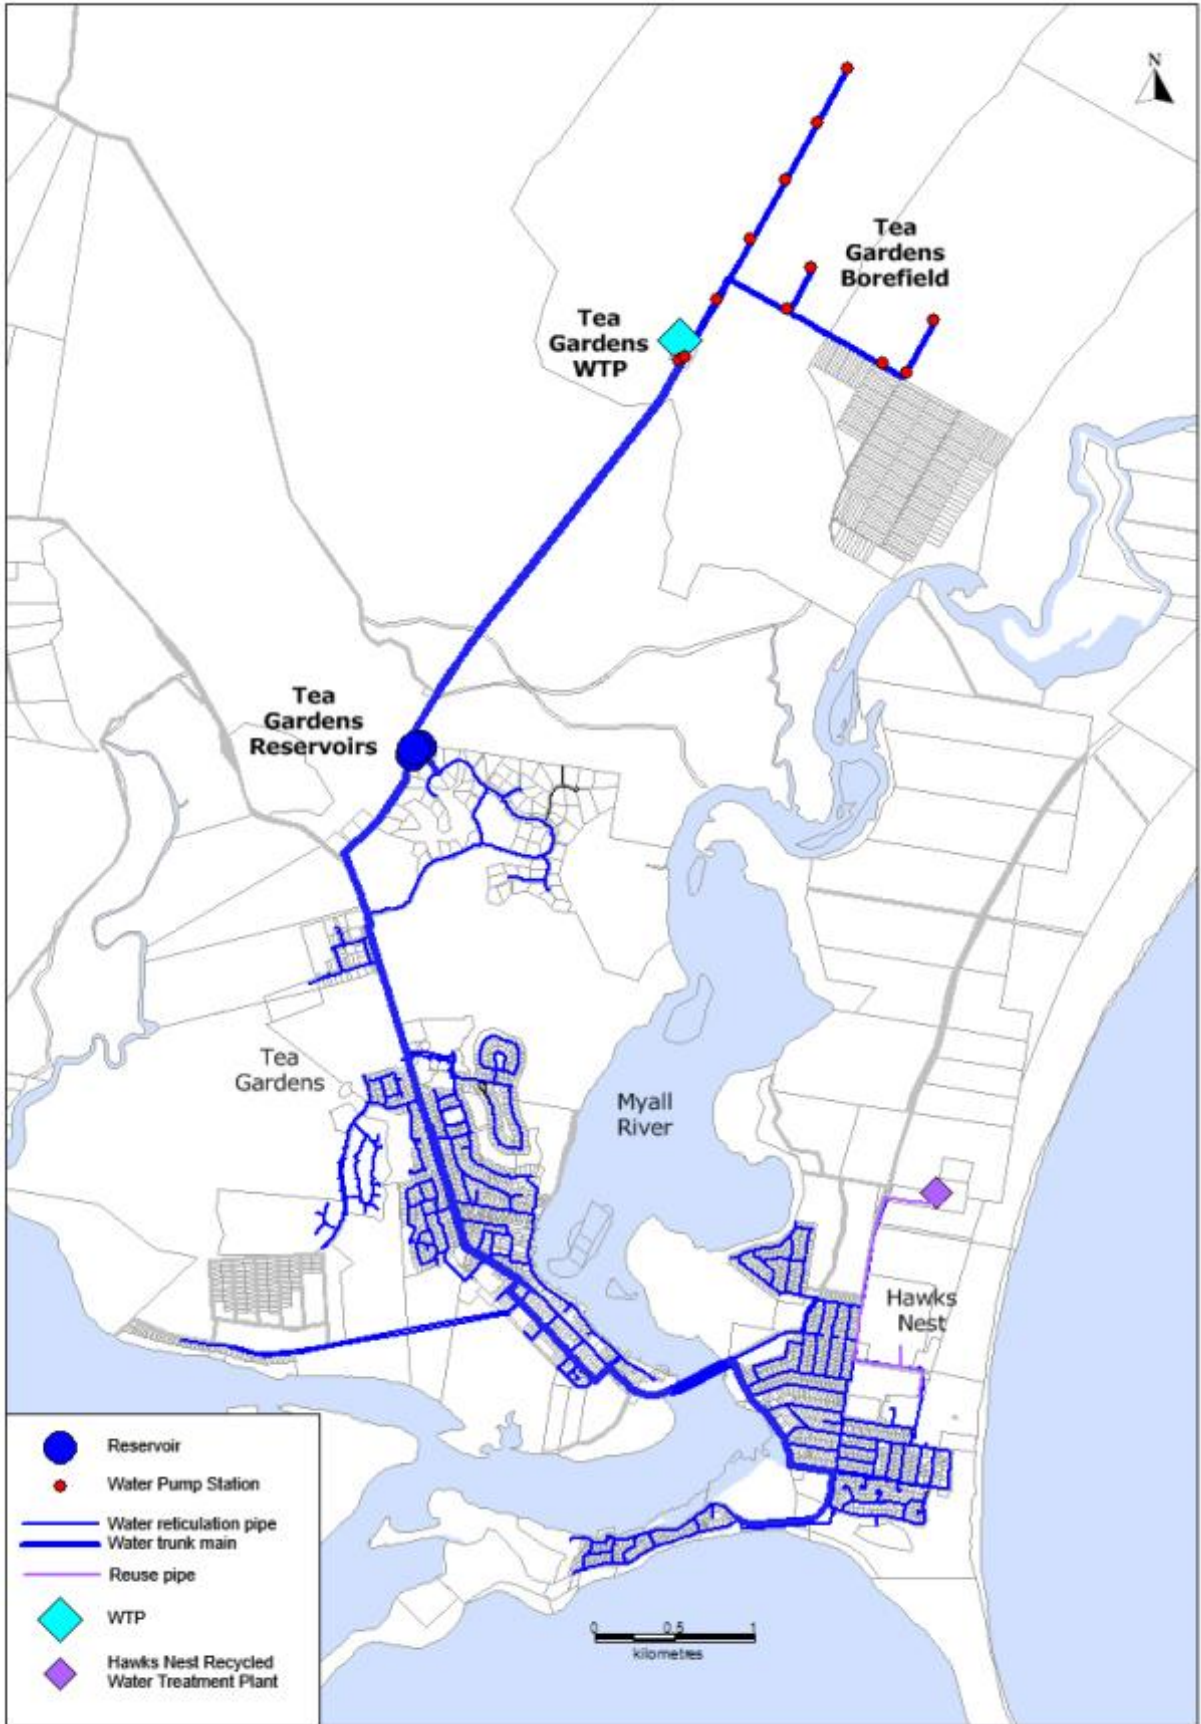 N
Tea
Gardens
Borefield
Tea
Gardens
WTP
Tea
Gardens
Reservoirs
Tea
Gardens
Myall
River
Hawks
Nest
Reservoir
Water Pump Station
Water reticulation pipe
Water trunk main
Reuse pipe
WTP
Hawks Nest Recycled
Water Treatment Plant
0 0.5 1
kilometres